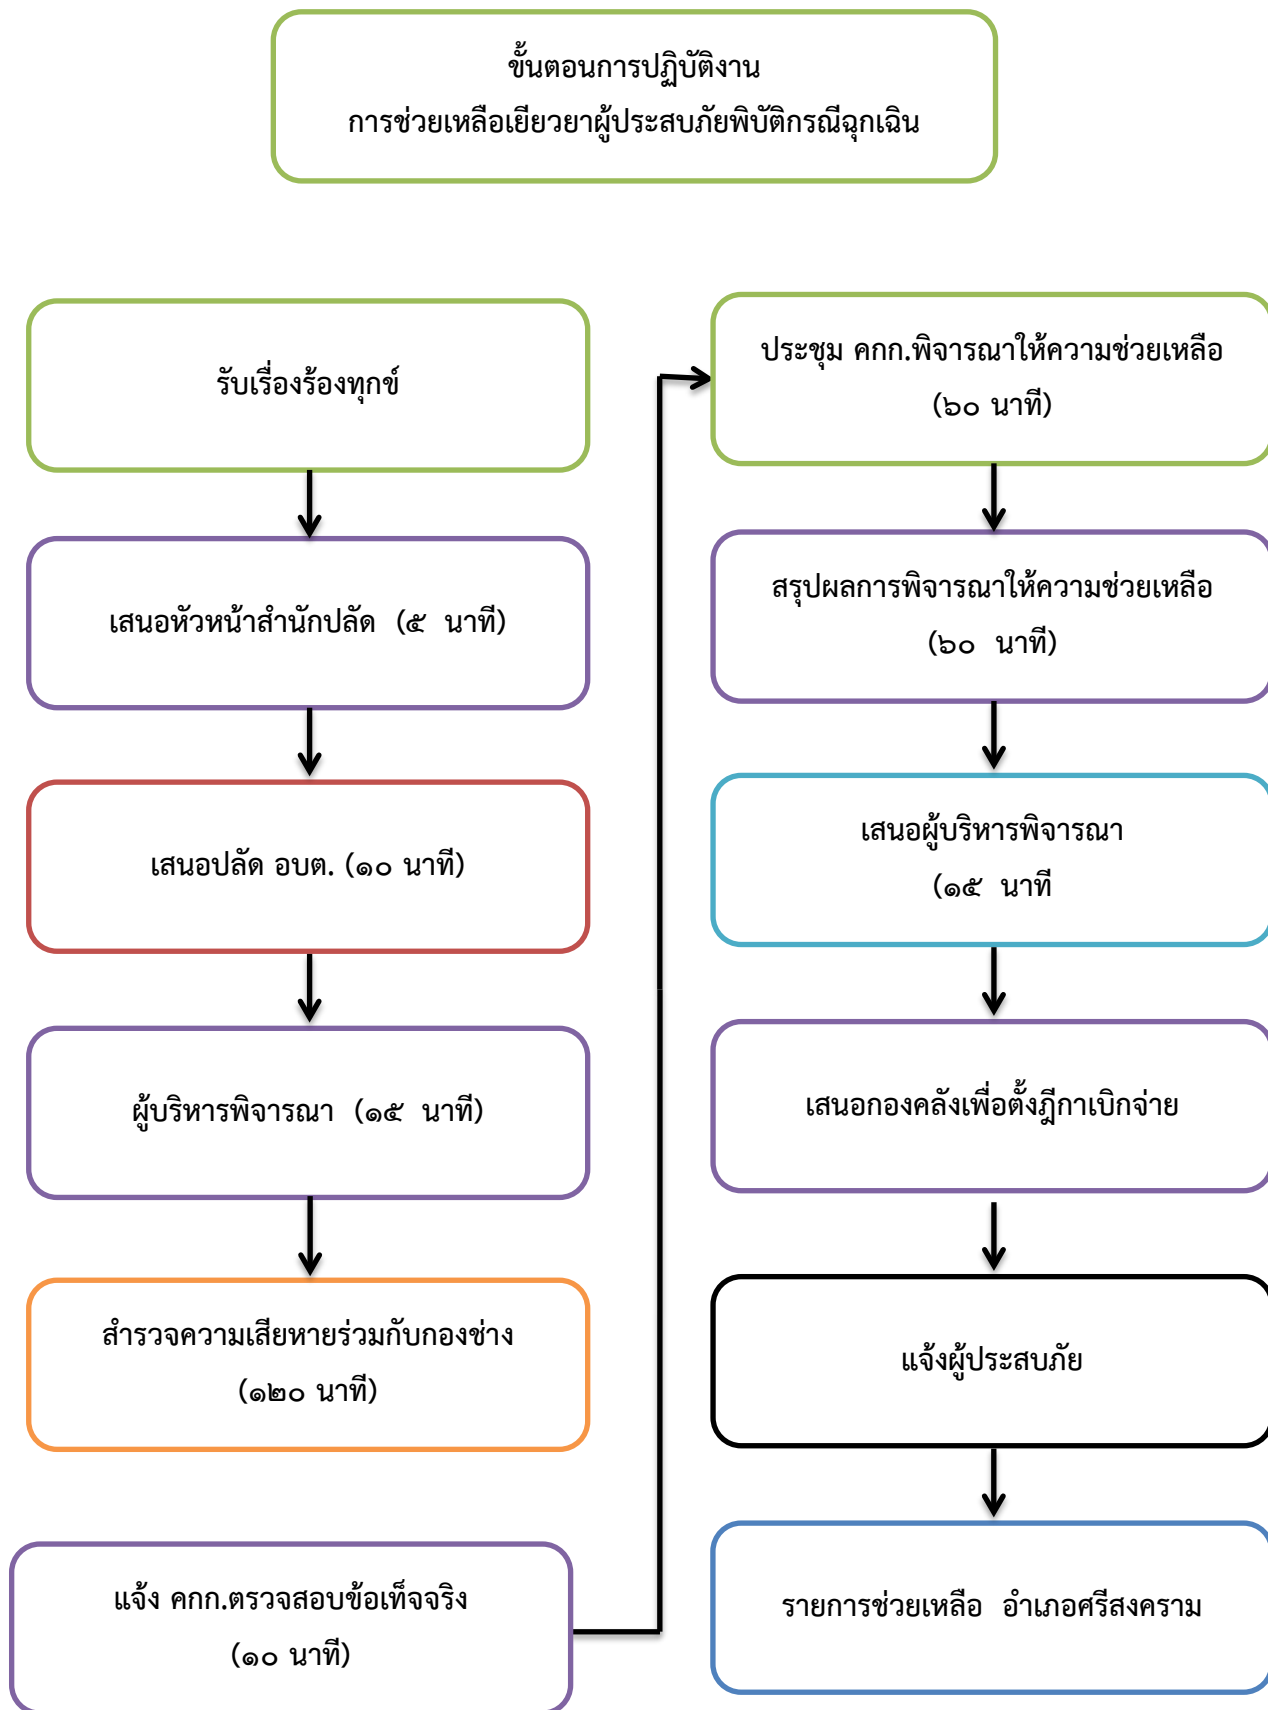 ขั้นตอนการปฏิบัติงาน
การช่วยเหลือเยียวยาผู้ประสบภัยพิบัติกรณีฉุกเฉิน
รับเรื่องร้องทุกข์
เสนอหัวหน้าสำนักปลัด (๕ นาที)
เสนอปลัด อบต. (๑๐ นาที)
ผู้บริหารพิจารณา (๑๕ นาที)
สำรวจความเสียหายร่วมกับกองช่าง
(๑๒๐ นาที)
แจ้ง คกก.ตรวจสอบข้อเท็จจริง
(๑๐ นาที)
ประชุม คกก.พิจารณาให้ความช่วยเหลือ
(๖๐ นาที)
สรุปผลการพิจารณาให้ความช่วยเหลือ
(๖๐ นาที)
เสนอผู้บริหารพิจารณา
(๑๕ นาที
เสนอกองคลังเพื่อตั้งฎีกาเบิกจ่าย
แจ้งผู้ประสบภัย
รายการช่วยเหลือ อำเภอศรีสงคราม